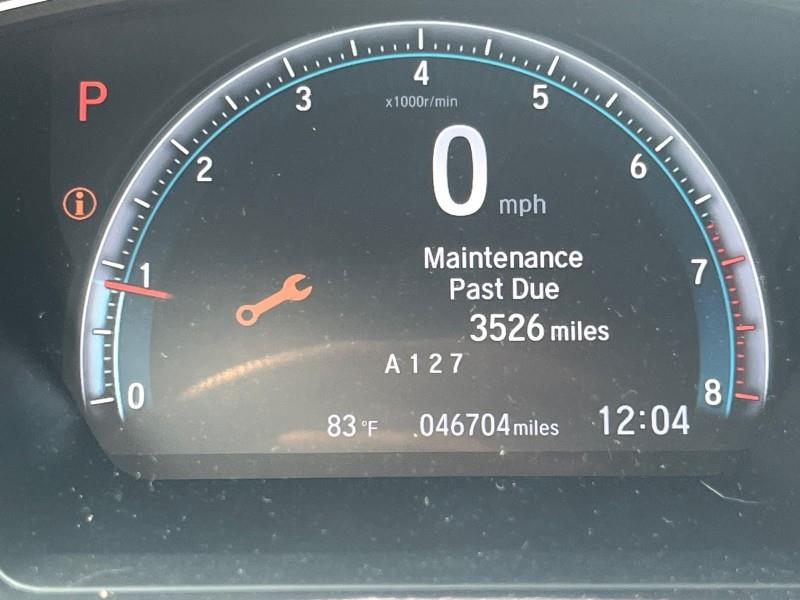 P
4
x1000r/min
3
5
2
6
0 mph
i
Maintenance
Past Due
1
7
3526 miles
A 1 2 7
0
8
83 °F 046704 miles 12:04